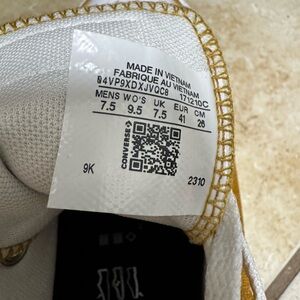 MADE IN VIETNAM
FABRIQUE AU VIETNAM
04VP9XDXJVQC8 171210C
MENS WO'S UK EUR CM
7.5 9.5 7.5 41 26
CONVERSE
9K 2310